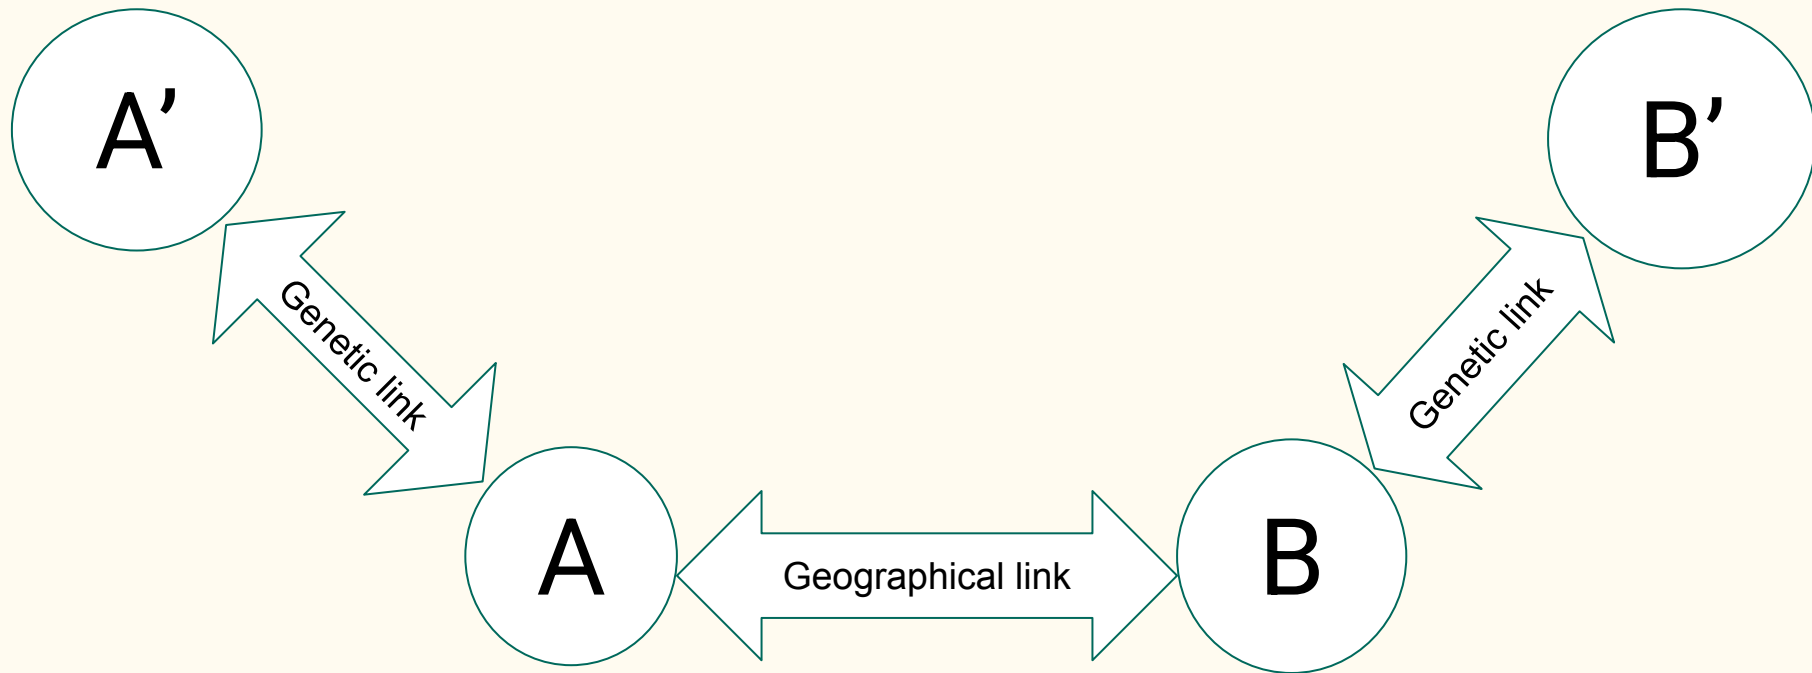 A’
B’
Genetic link
Genetic link
A
Geographical link
B